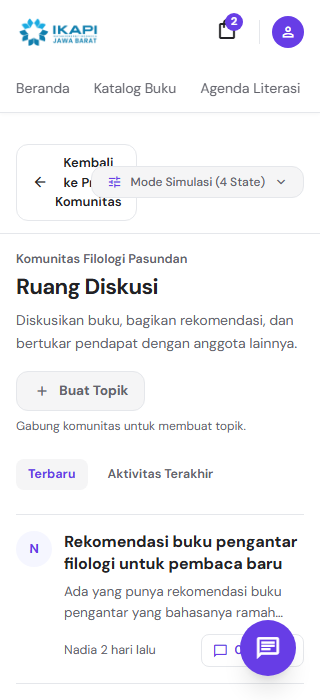 IKAPI
JAWA BARAT
2
Beranda
Katalog Buku
Agenda Literasi
Kembali
ke Pr
Komunitas
Mode Simulasi (4 State)
Komunitas Filologi Pasundan
Ruang Diskusi
Diskusikan buku, bagikan rekomendasi, dan
bertukar pendapat dengan anggota lainnya.
Buat Topik
Gabung komunitas untuk membuat topik.
Terbaru
Aktivitas Terakhir
N
Rekomendasi buku pengantar
filologi untuk pembaca baru
Ada yang punya rekomendasi buku
pengantar yang bahasanya ramah...
Nadia 2 hari lalu